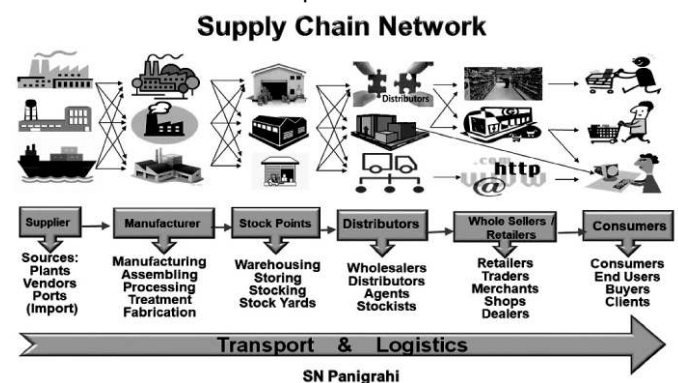 Supply Chain Network
Distributors
.com
http
www
@
Supplier
Manufacturer
Stock Points
Distributors
Whole Sellers /
Retailers
Consumers
Sources:
Plants
Vendors
Ports
(Import)
Manufacturing
Assembling
Processing
Treatment
Fabrication
Warehousing
Storing
Stocking
Stock Yards
Wholesalers
Distributors
Agents
Stockists
Retailers
Traders
Merchants
Shops
Dealers
Consumers
End Users
Buyers
Clients
Transport & Logistics
SN Panigrahi